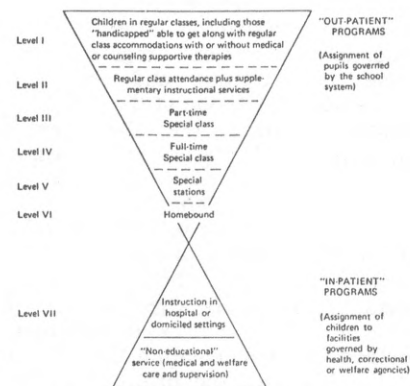 Level I
Children in regular classes, including those
"handicapped" able to get along with regular
class accommodations with or without medical
or counseling supportive therapies
Level II
Regular class attendance plus supple-
mentary instructional services
Level III
Part-time
Special class
Level IV
Full-time
Special class
Level V
Special
stations
Level VI
Homebound
Level VII
Instruction in
hospital or
domiciled settings
"Non-educational"
service (medical and welfare
care and supervision)
"OUT-PATIENT"
PROGRAMS
(Assignment of
pupils governed
by the school
system)
"IN-PATIENT"
PROGRAMS
(Assignment of
children to
facilities
governed by
health, correctional
or welfare agencies)